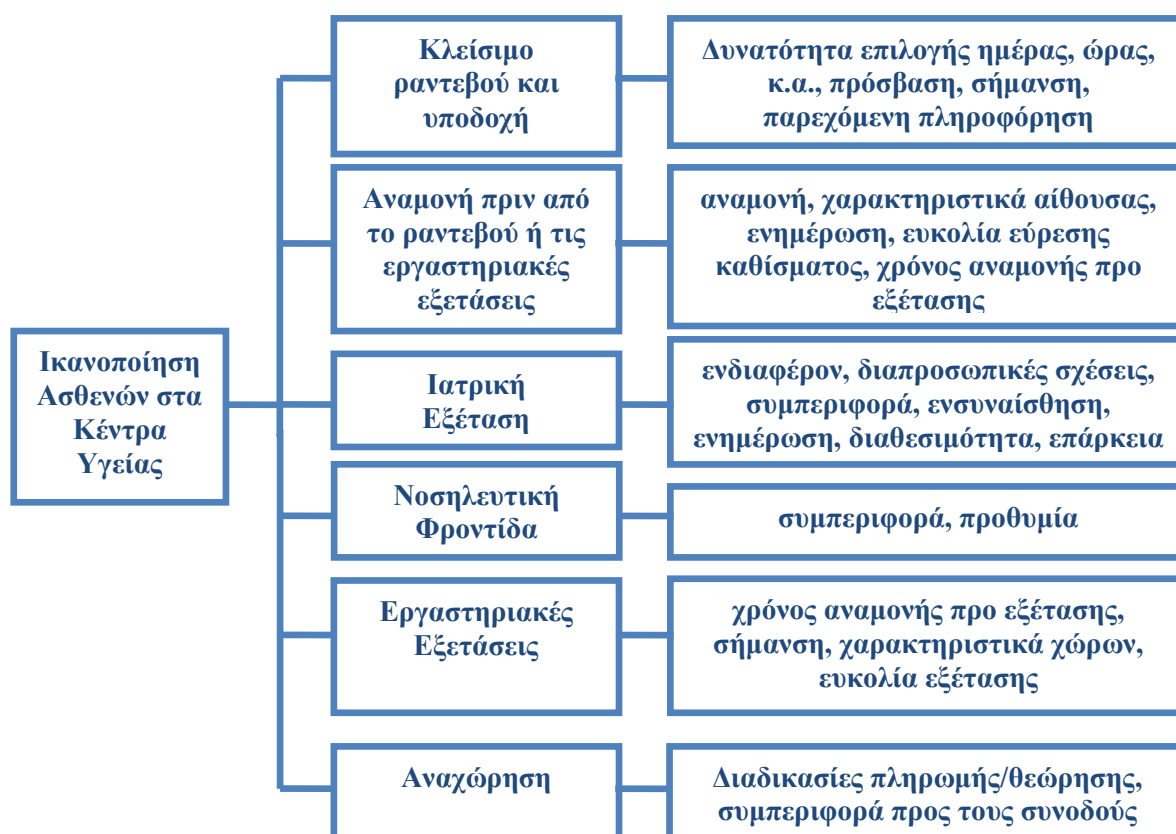 Κλείσιμο
ραντεβού και
υποδοχή
Δυνατότητα επιλογής ημέρας, ώρας,
κ.α., πρόσβαση, σήμανση,
παρεχόμενη πληροφόρηση
Αναμονή πριν από
το ραντεβού ή τις
εργαστηριακές
εξετάσεις
αναμονή, χαρακτηριστικά αίθουσας,
ενημέρωση, ευκολία εύρεσης
καθίσματος, χρόνος αναμονής προ
εξέτασης
Ικανοποίηση
Ασθενών στα
Κέντρα
Υγείας
Ιατρική
Εξέταση
ενδιαφέρον, διαπροσωπικές σχέσεις,
συμπεριφορά, ενσυναίσθηση,
ενημέρωση, διαθεσιμότητα, επάρκεια
Νοσηλευτική
Φροντίδα
συμπεριφορά, προθυμία
Εργαστηριακές
Εξετάσεις
χρόνος αναμονής προ εξέτασης,
σήμανση, χαρακτηριστικά χώρων,
ευκολία εξέτασης
Αναχώρηση
Διαδικασίες πληρωμής/θεώρησης,
συμπεριφορά προς τους συνοδούς